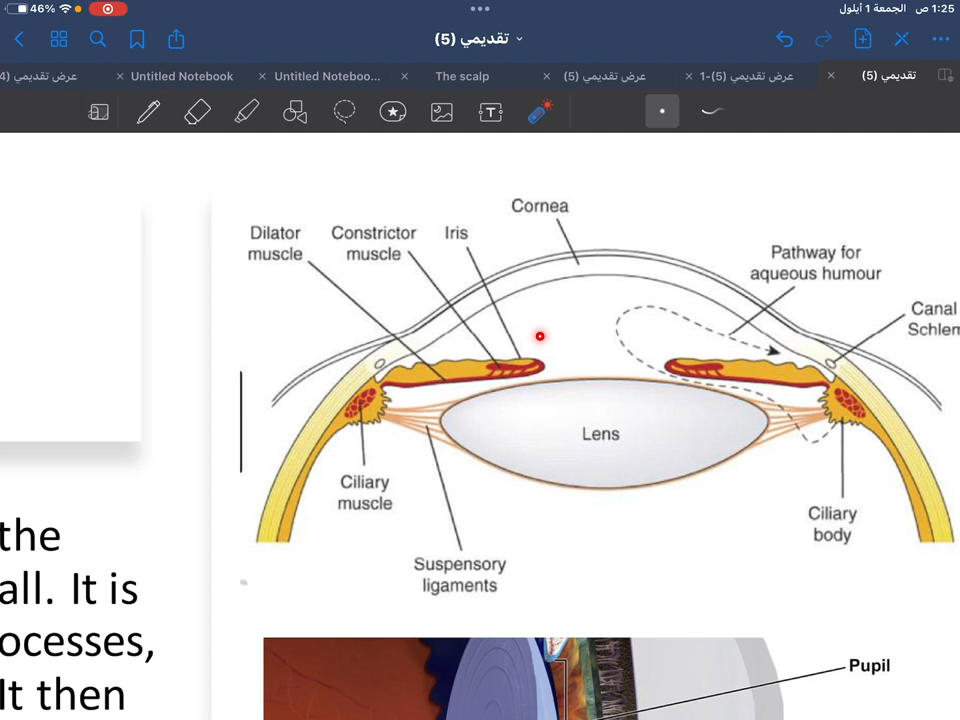 46%
1:25 ص الجمعة 1 أيلول
تقديمي (5)
عرض تقديمي (4
Untitled Notebook
Untitled Noteboo...
The scalp
عرض تقديمي (5)
عرض تقديمي (5)-1
تقديمي (5)
Cornea
Dilator
muscle
Constrictor
muscle
Iris
Pathway for
aqueous humour
Canal
Schlem
Lens
Ciliary
muscle
Ciliary
body
Suspensory
ligaments
the
all. It is
ocesses,
It then
Pupil